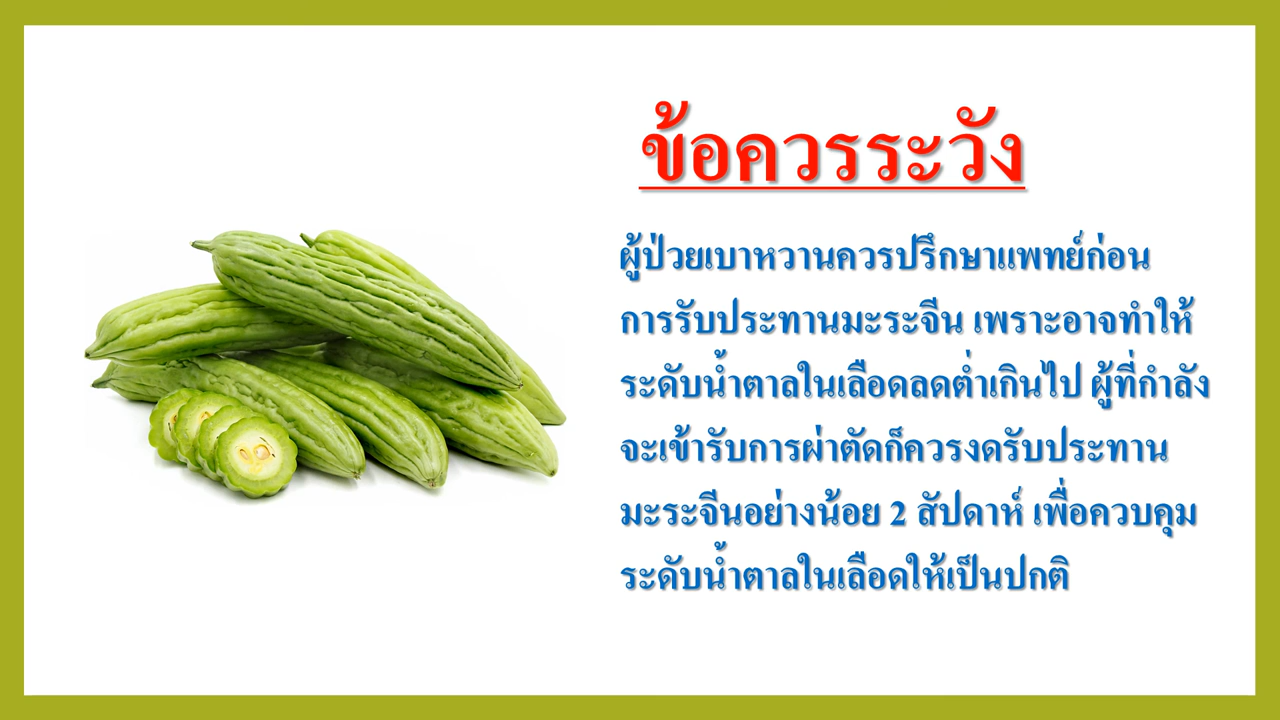 ข้อควรระวัง
ผู้ป่วยเบาหวานควรปรึกษาแพทย์ก่อน
การรับประทานมะระจีน เพราะอาจทำให้
ระดับน้ำตาลในเลือดลดต่ำเกินไป ผู้ที่กำลัง
จะเข้ารับการผ่าตัดก็ควรงดรับประทาน
มะระจีนอย่างน้อย 2 สัปดาห์ เพื่อควบคุม
ระดับน้ำตาลในเลือดให้เป็นปกติ